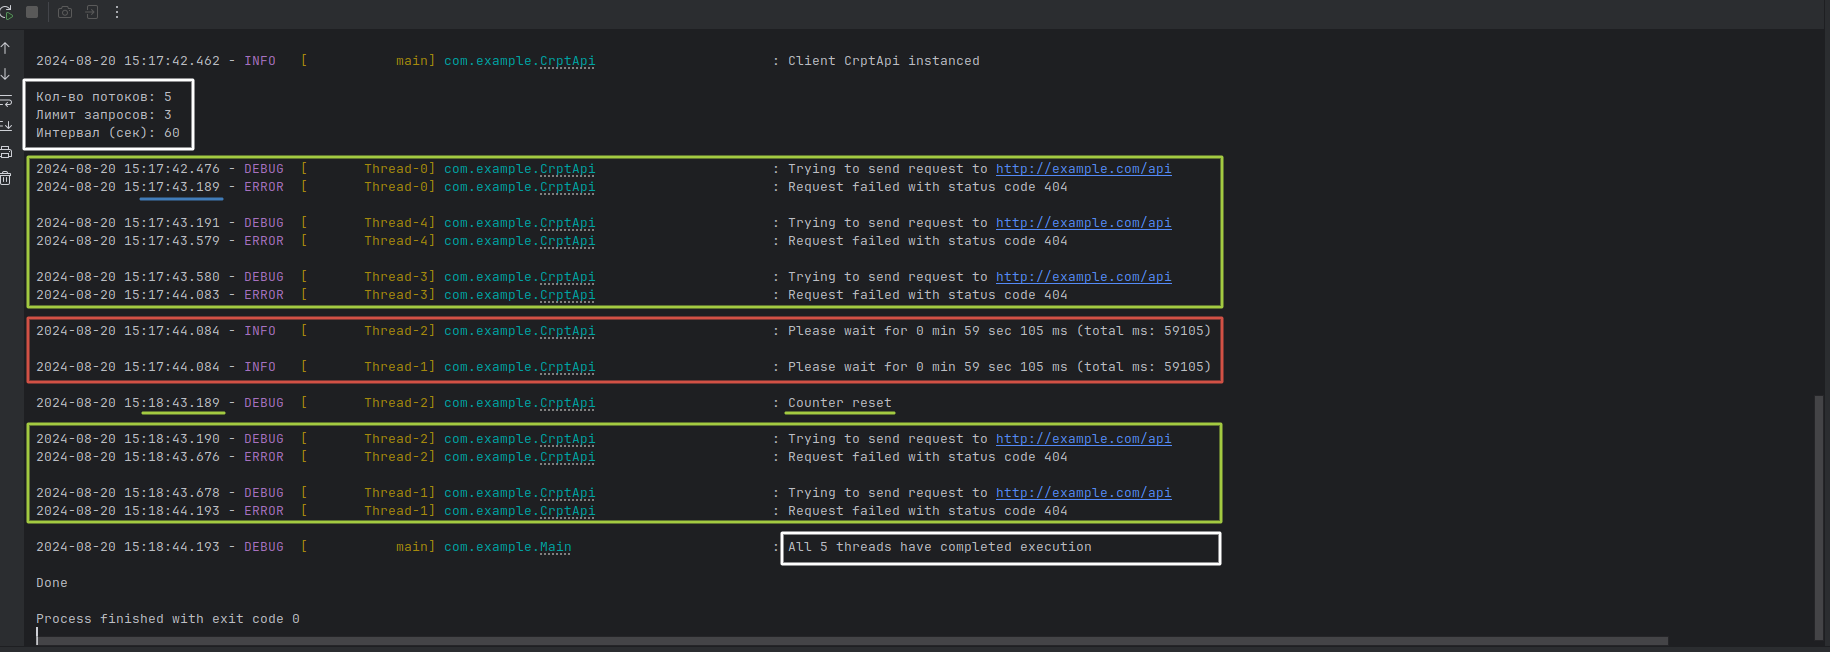 2024-08-20 15:17:42.462 - INFO  [           main] com.example.CrptApi                      : Client CrptApi instanced
Кол-во потоков: 5
Лимит запросов: 3
Интервал (сек): 60
2024-08-20 15:17:42.476 - DEBUG  [       Thread-0] com.example.CrptApi                      : Trying to send request to http://example.com/api
2024-08-20 15:17:43.189 - ERROR  [       Thread-0] com.example.CrptApi                      : Request failed with status code 404
2024-08-20 15:17:43.191 - DEBUG  [       Thread-4] com.example.CrptApi                      : Trying to send request to http://example.com/api
2024-08-20 15:17:43.579 - ERROR  [       Thread-4] com.example.CrptApi                      : Request failed with status code 404
2024-08-20 15:17:43.580 - DEBUG  [       Thread-3] com.example.CrptApi                      : Trying to send request to http://example.com/api
2024-08-20 15:17:44.083 - ERROR  [       Thread-3] com.example.CrptApi                      : Request failed with status code 404
2024-08-20 15:17:44.084 - INFO   [       Thread-2] com.example.CrptApi                      : Please wait for 0 min 59 sec 105 ms (total ms: 59105)
2024-08-20 15:17:44.084 - INFO   [       Thread-1] com.example.CrptApi                      : Please wait for 0 min 59 sec 105 ms (total ms: 59105)
2024-08-20 15:18:43.189 - DEBUG  [       Thread-2] com.example.CrptApi                      : Counter reset
2024-08-20 15:18:43.190 - DEBUG  [       Thread-2] com.example.CrptApi                      : Trying to send request to http://example.com/api
2024-08-20 15:18:43.676 - ERROR  [       Thread-2] com.example.CrptApi                      : Request failed with status code 404
2024-08-20 15:18:43.678 - DEBUG  [       Thread-1] com.example.CrptApi                      : Trying to send request to http://example.com/api
2024-08-20 15:18:44.193 - ERROR  [       Thread-1] com.example.CrptApi                      : Request failed with status code 404
2024-08-20 15:18:44.193 - DEBUG  [           main] com.example.Main                         : All 5 threads have completed execution
Done
Process finished with exit code 0